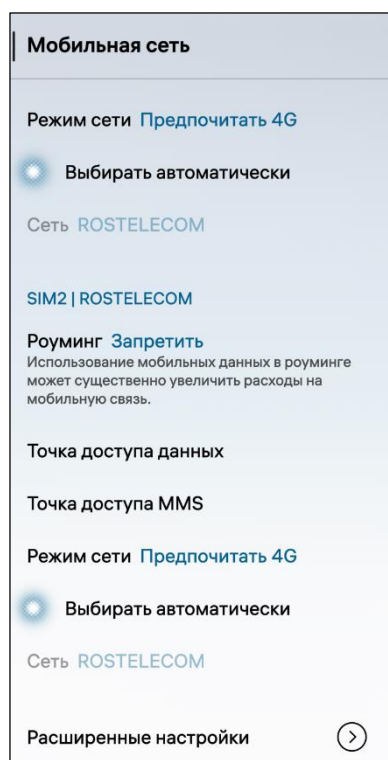 Мобильная сеть
Режим сети Предпочитать 4G
Выбирать автоматически
Сеть ROSTELECOM
SIM2 | ROSTELECOM
Роуминг Запретить
Использование мобильных данных в роуминге
может существенно увеличить расходы на
мобильную связь.
Точка доступа данных
Точка доступа MMS
Режим сети Предпочитать 4G
Выбирать автоматически
Сеть ROSTELECOM
Расширенные настройки